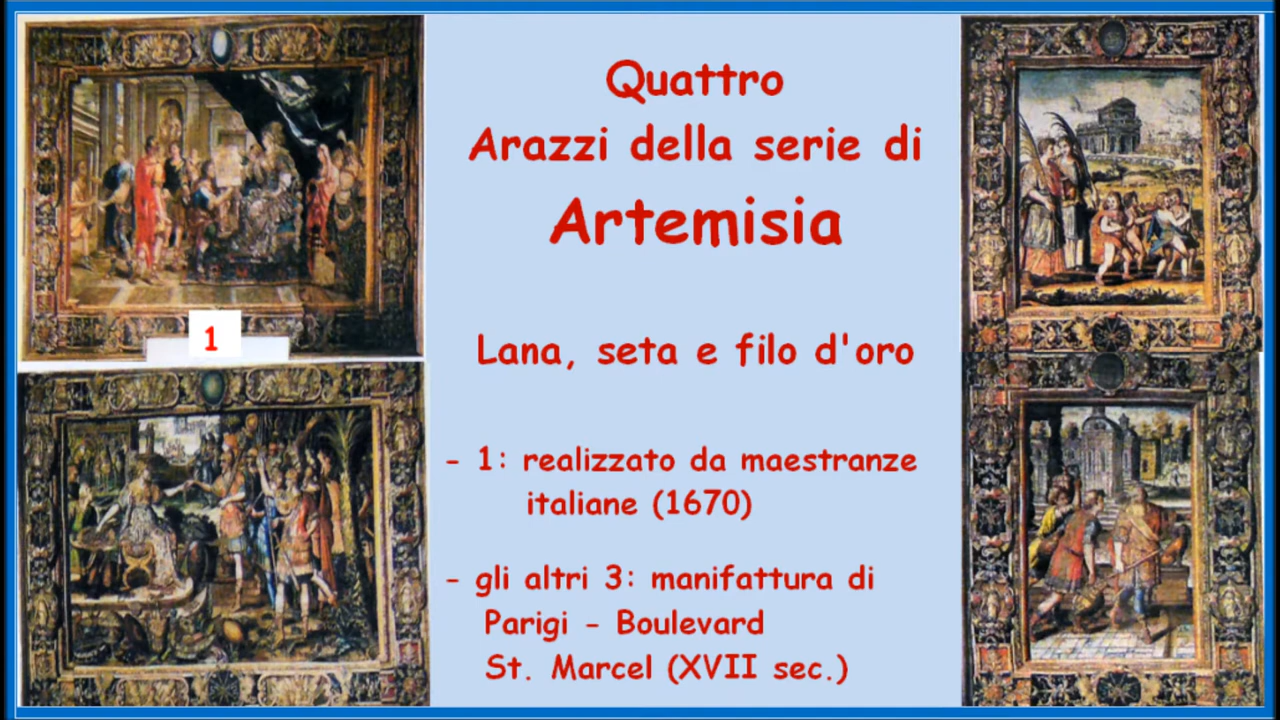 Quattro
Arazzi della serie di
Artemisia
Lana, seta e filo d'oro
1
- 1: realizzato da maestranze
italiane (1670)
- gli altri 3: manifattura di
Parigi - Boulevard
St. Marcel (XVII sec.)